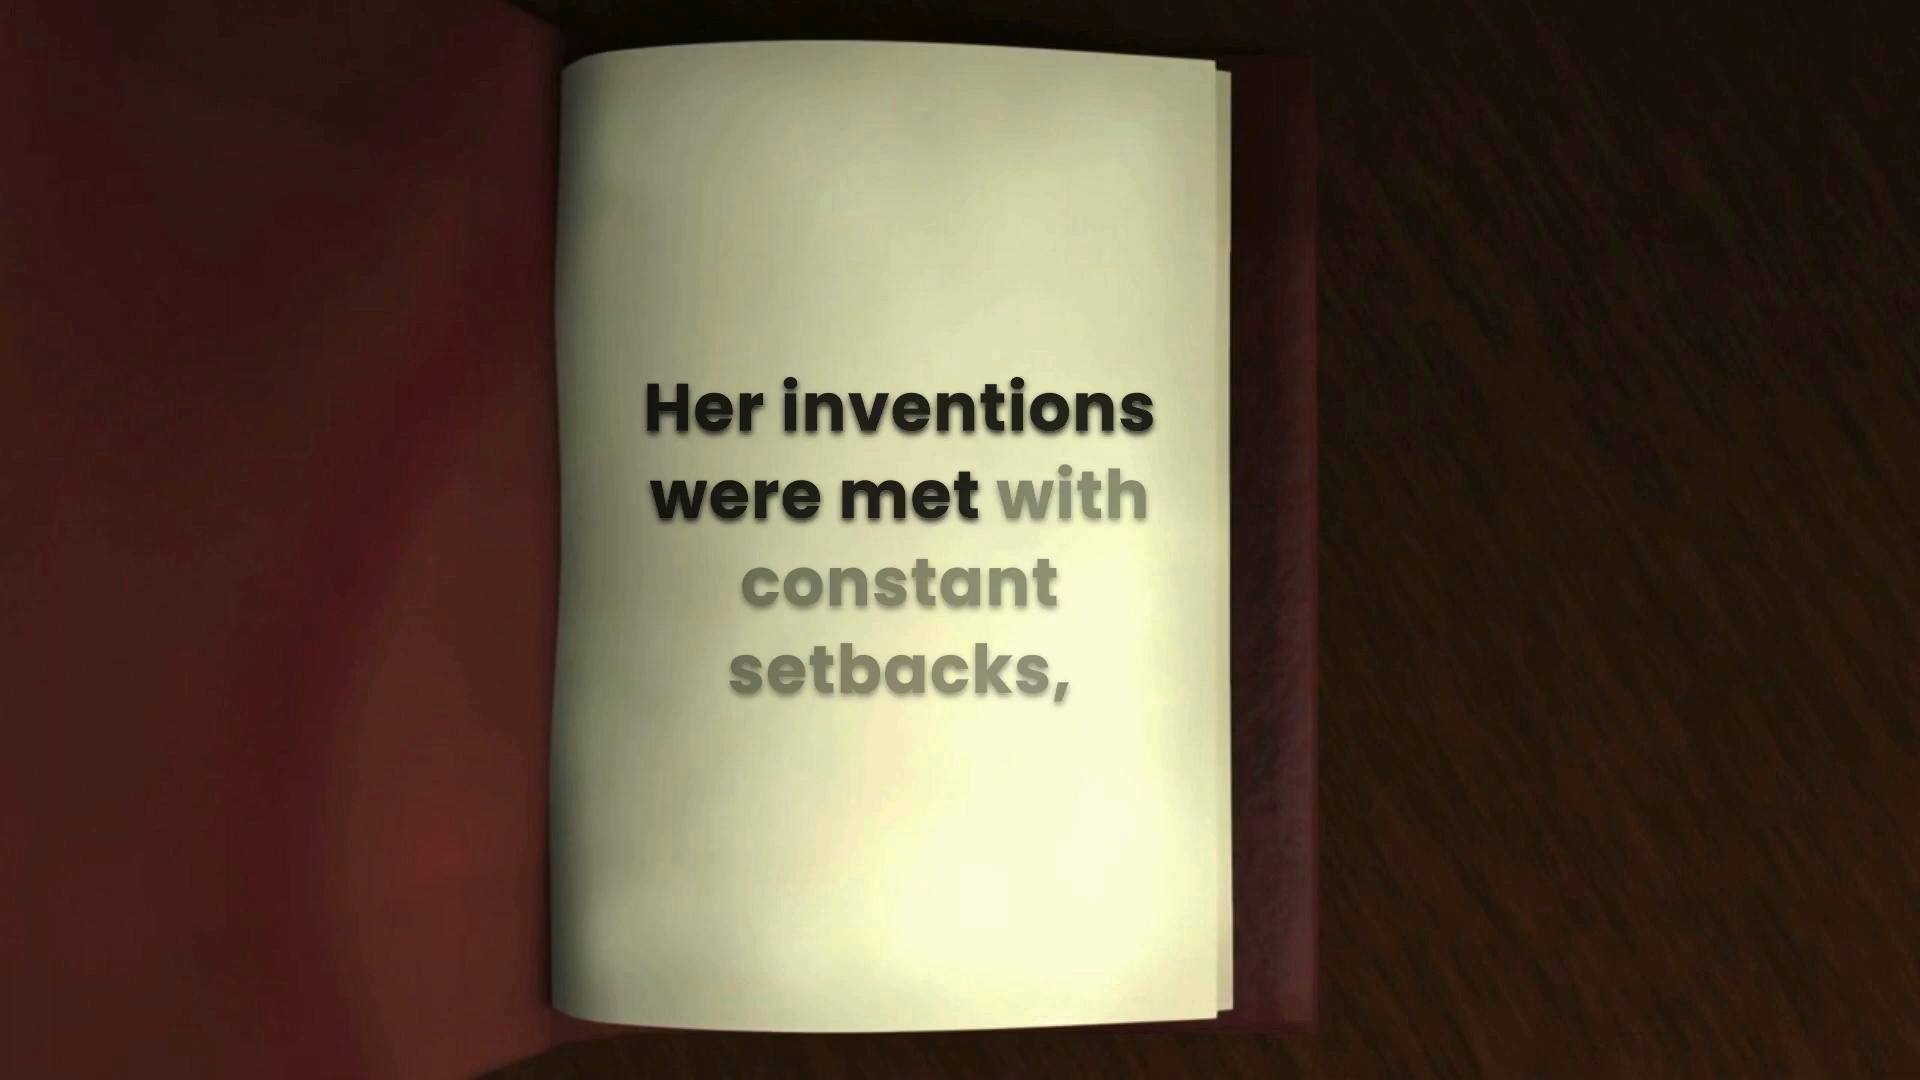 Her inventions
were met with
constant
setbacks,